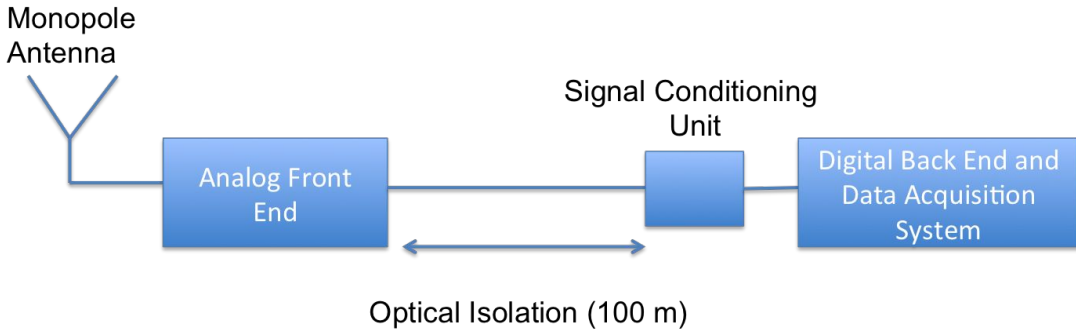 Monopole
Antenna
Signal Conditioning
Unit
Analog Front
End
Digital Back End and
Data Acquisition
System
Optical Isolation (100 m)